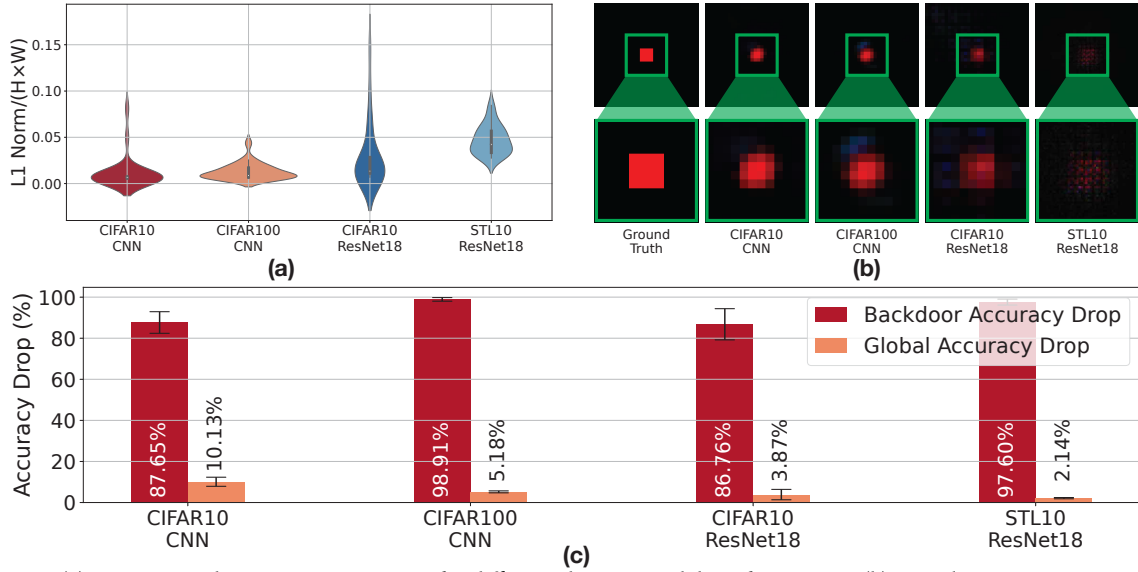 L1 Norm/(H×W)
0.15
0.10
0.05
0.00
CIFAR10
CNN
CIFAR100
CNN
CIFAR10
ResNet18
STL10
ResNet18
(a)
Ground
Truth
CIFAR10
CNN
CIFAR100
CNN
CIFAR10
ResNet18
STL10
ResNet18
(b)
Accuracy Drop (%)
100
80
60
40
20
0
Backdoor Accuracy Drop
Global Accuracy Drop
87.65%
10.13%
98.91%
5.18%
86.76%
3.87%
97.60%
2.14%
CIFAR10
CNN
CIFAR100
CNN
CIFAR10
ResNet18
STL10
ResNet18
(c)